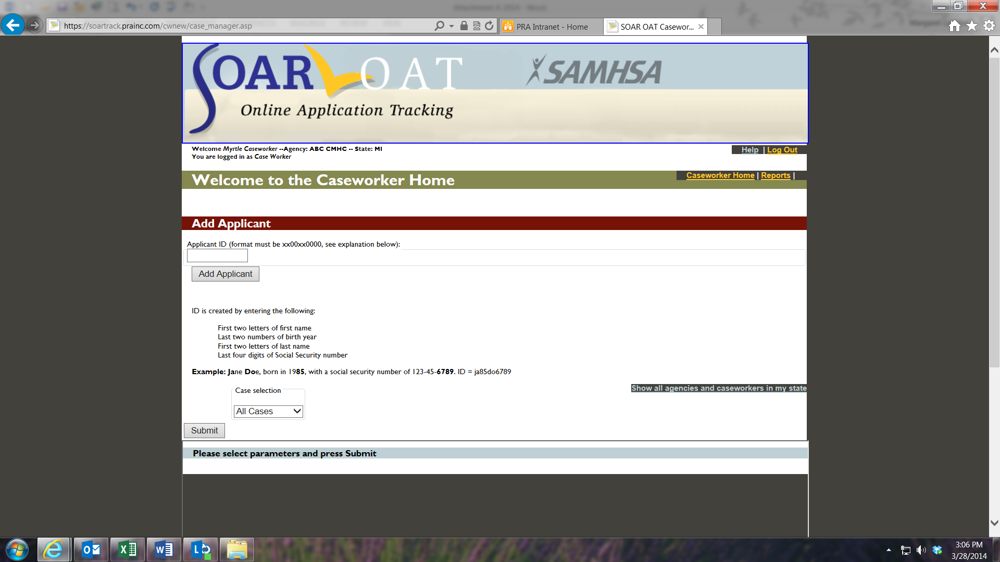 Attachment A 2014 - Word
https://soartrack.prainc.com/cwnew/case_manager.asp
PRA Intranet - Home
SOAR OAT Casewor...
SOAR OAT
SAMHSA
Online Application Tracking
Welcome Myrtle Caseworker --Agency: ABC CMHC -- State: MI
Help | Log Out
You are logged in as Case Worker
Caseworker Home | Reports |
Welcome to the Caseworker Home
Add Applicant
Applicant ID (format must be xx00xx0000, see explanation below):
Add Applicant
ID is created by entering the following:
First two letters of first name
Last two numbers of birth year
First two letters of last name
Last four digits of Social Security number
Example: Jane Doe, born in 1985, with a social security number of 123-45-6789. ID = ja85do6789
Case selection
Show all agencies and caseworkers in my state
All Cases
Submit
Please select parameters and press Submit
3:06 PM
3/28/2014